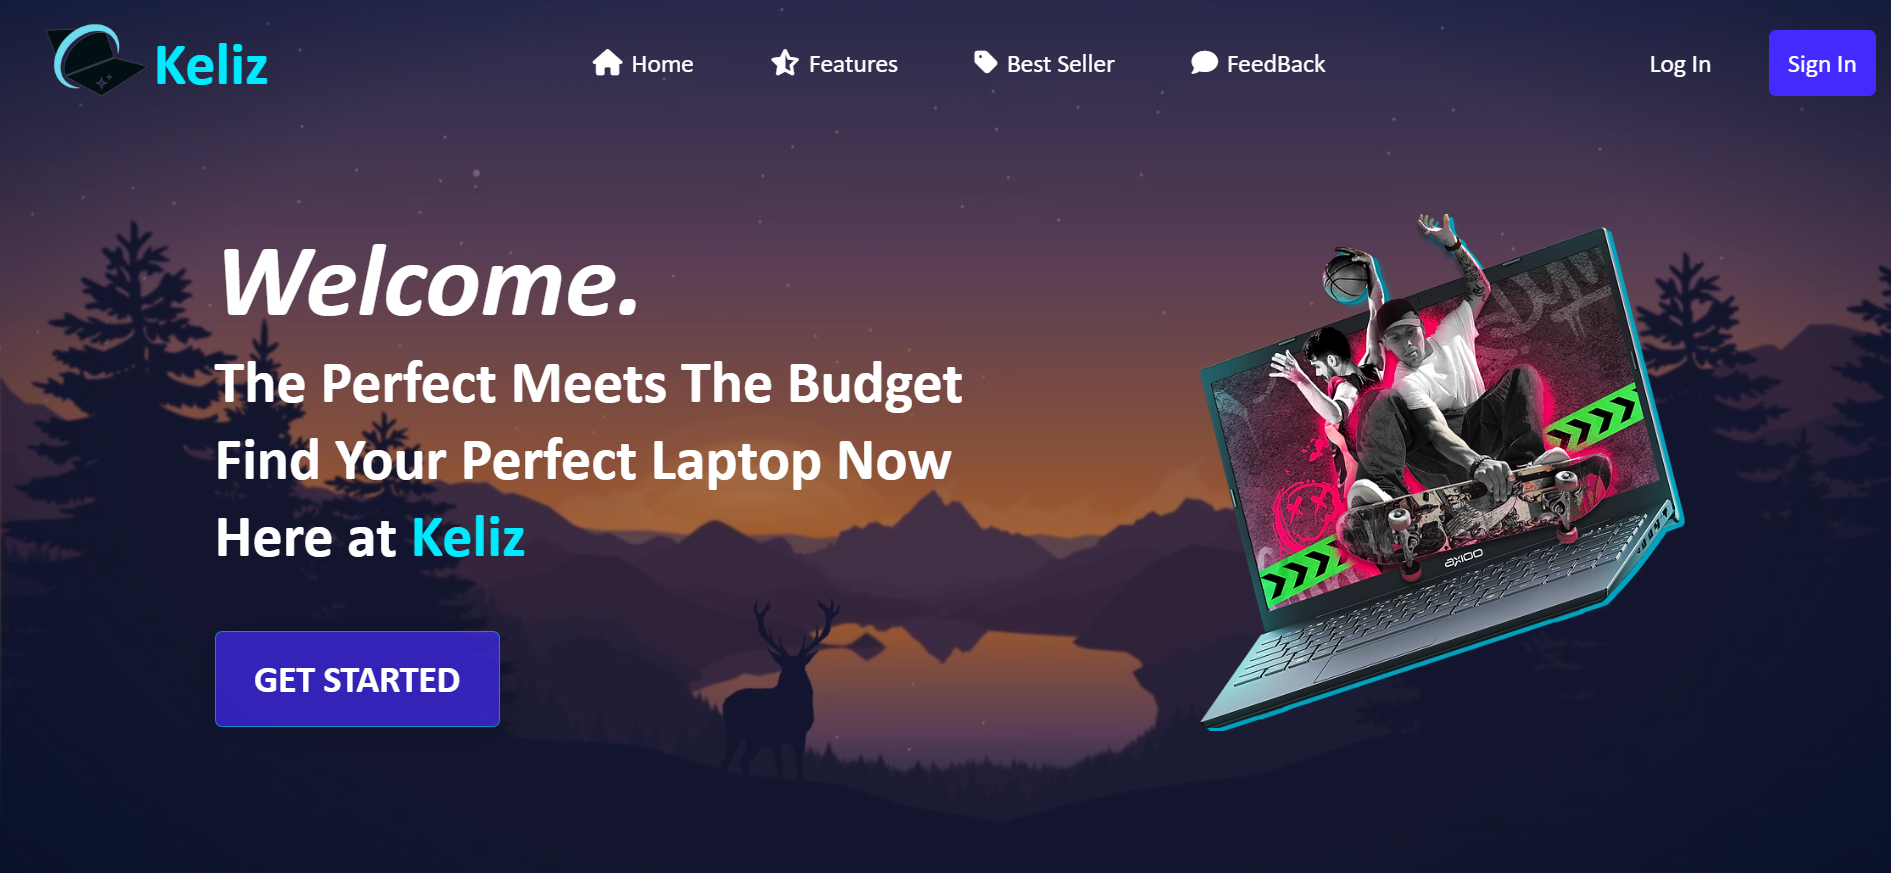 Keliz
Home
Features
Best Seller
FeedBack
Log In
Sign In
Welcome.
The Perfect Meets The Budget
Find Your Perfect Laptop Now
Here at Keliz
GET STARTED
AXIOO